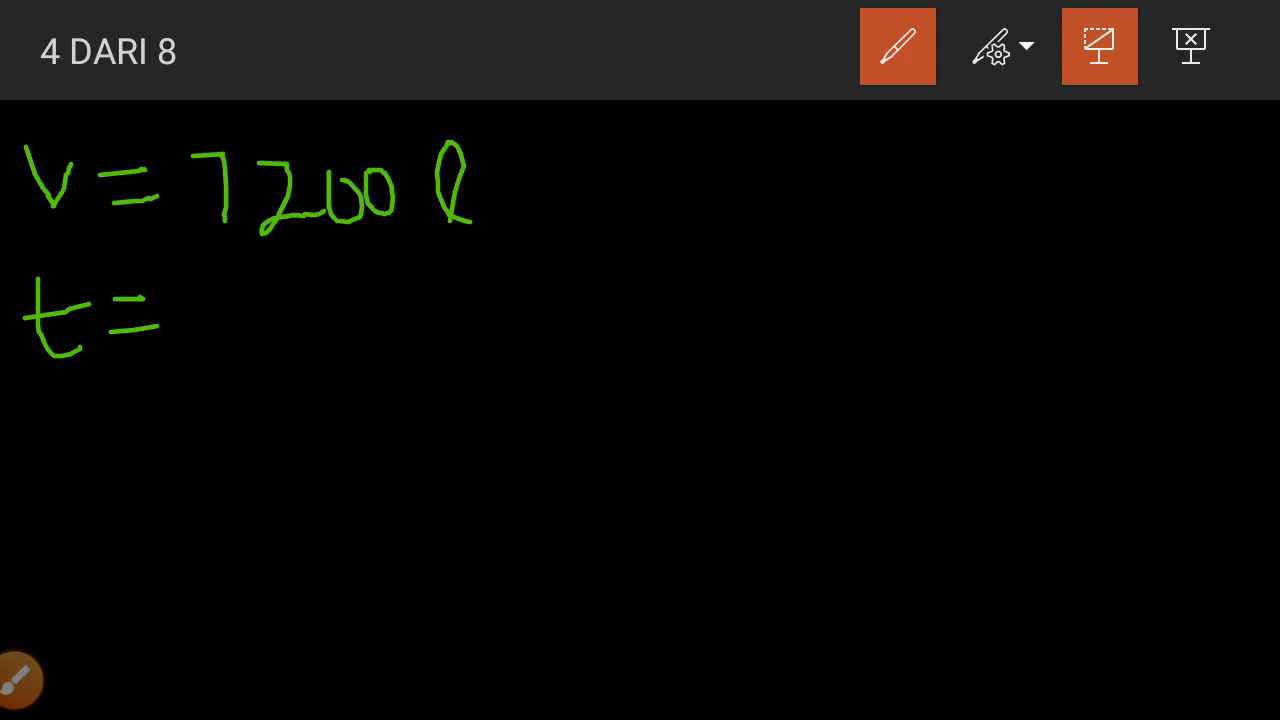 4 DARI 8
V = 7200 l
t =